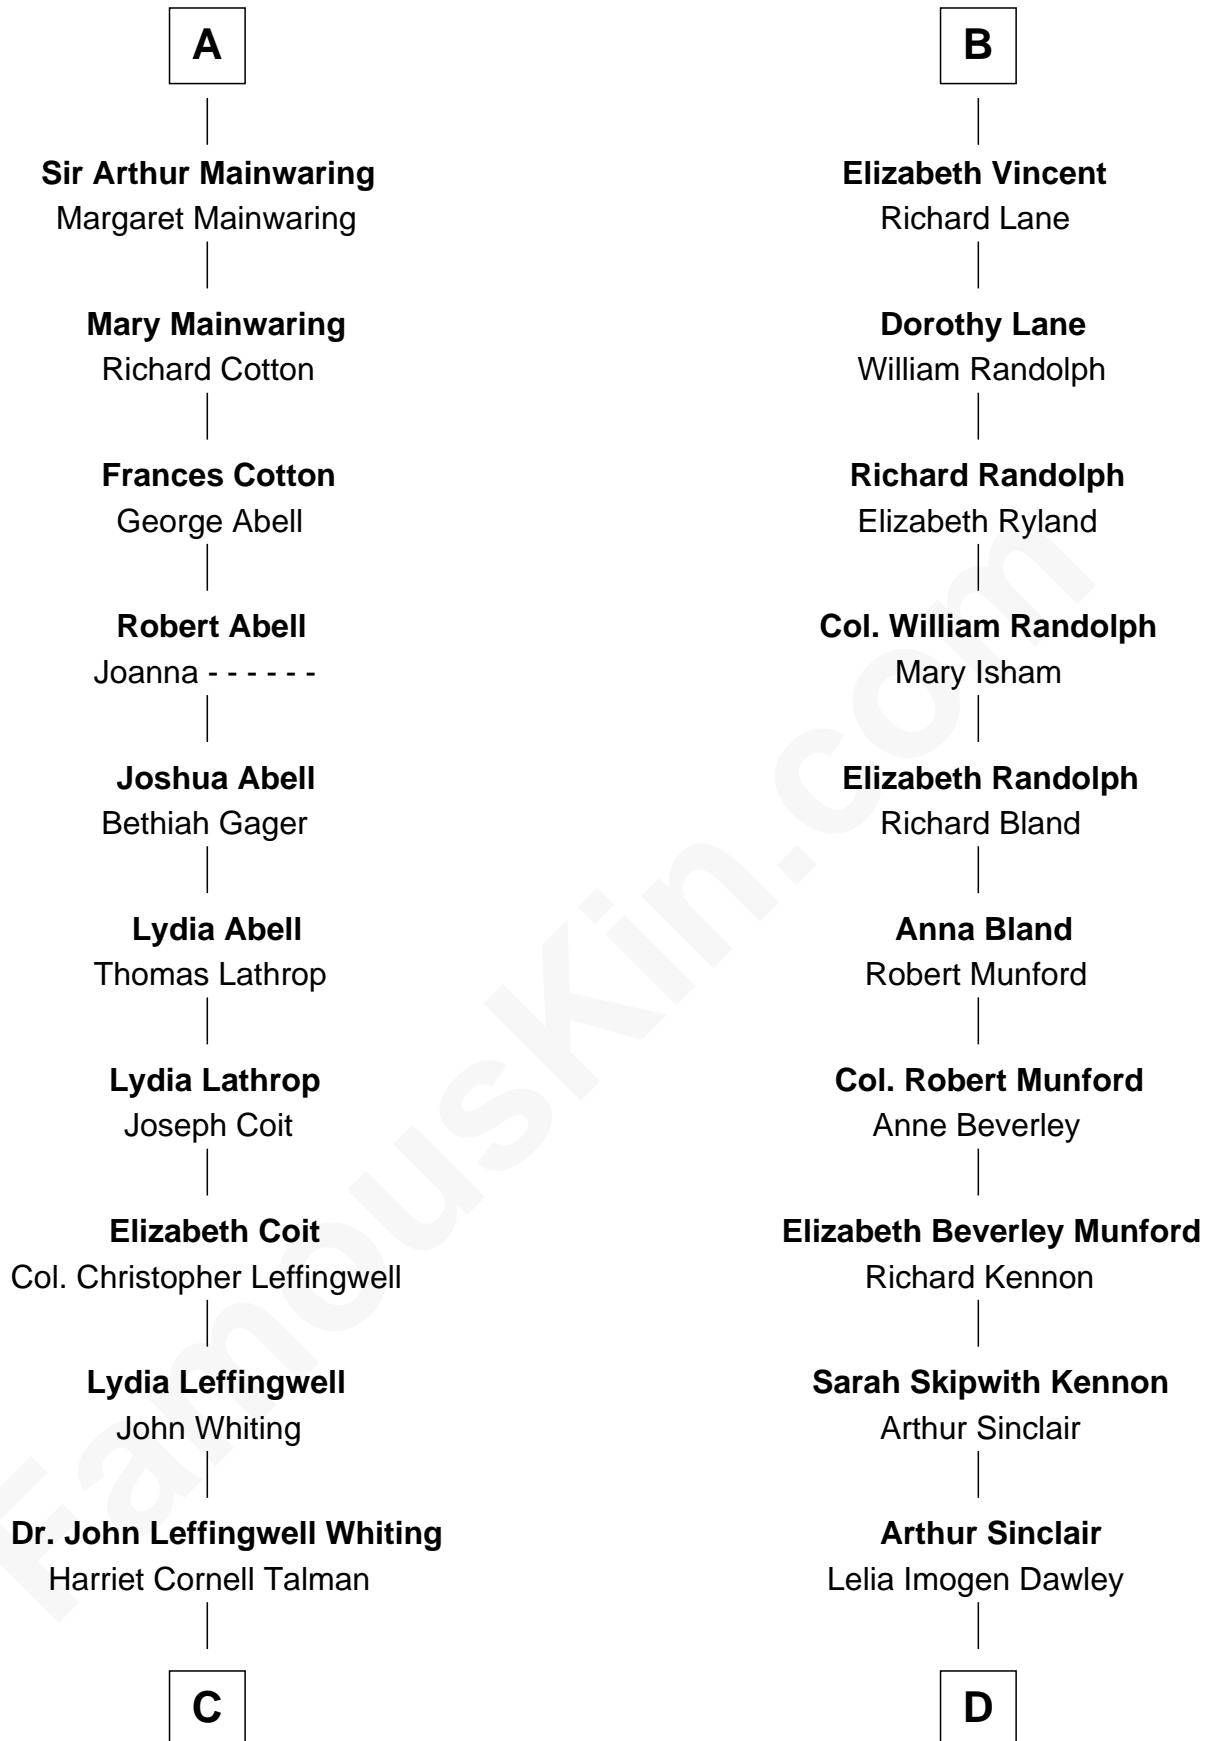 A
Sir Arthur Mainwaring
Margaret Mainwaring
Mary Mainwaring
Richard Cotton
Frances Cotton
George Abell
Robert Abell
Joanna - - - - - -
Joshua Abell
Bethiah Gager
Lydia Abell
Thomas Lathrop
Lydia Lathrop
Joseph Coit
Elizabeth Coit
Col. Christopher Leffingwell
Lydia Leffingwell
John Whiting
Dr. John Leffingwell Whiting
Harriet Cornell Talman
C
B
Elizabeth Vincent
Richard Lane
Dorothy Lane
William Randolph
Richard Randolph
Elizabeth Ryland
Col. William Randolph
Mary Isham
Elizabeth Randolph
Richard Bland
Anna Bland
Robert Munford
Col. Robert Munford
Anne Beverley
Elizabeth Beverley Munford
Richard Kennon
Sarah Skipwith Kennon
Arthur Sinclair
Arthur Sinclair
Lelia Imogen Dawley
D
FamousKin.com